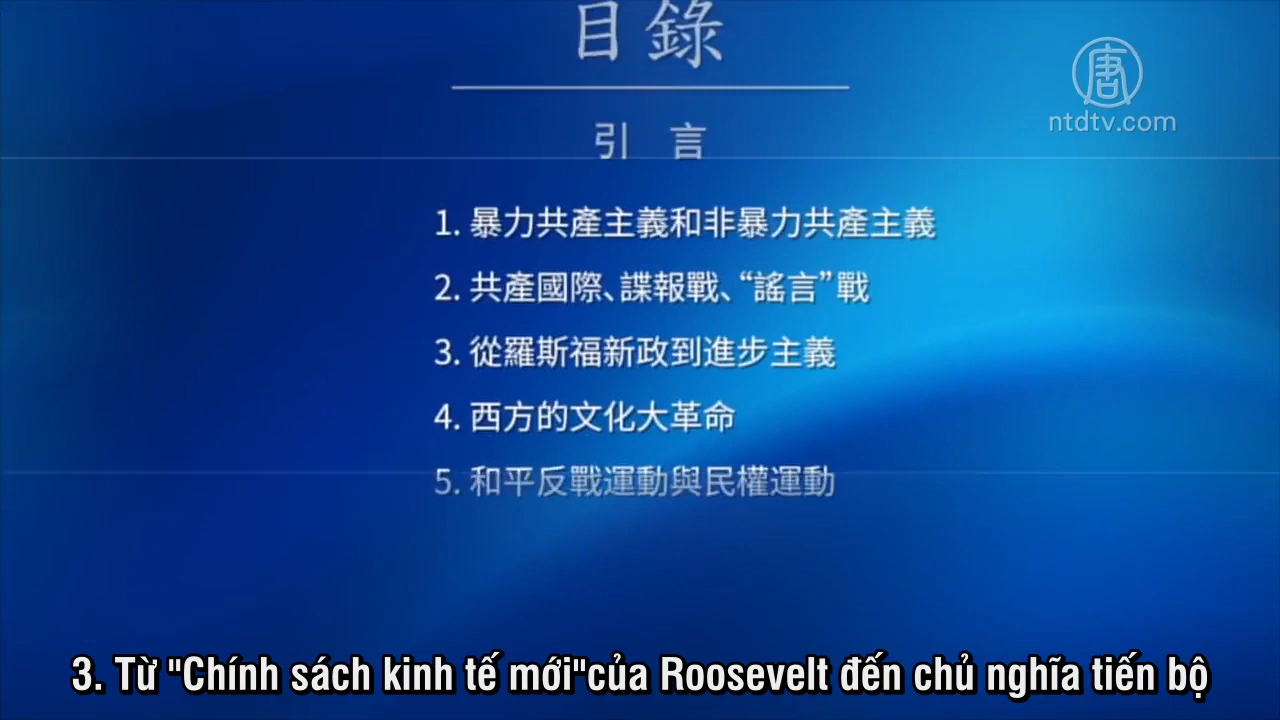 目錄
唐
ntdtv.com
引 言
1. 暴力共產主義和非暴力共產主義
2. 共產國際、諜報戰、“謠言”戰
3. 從羅斯福新政到進步主義
4. 西方的文化大革命
5. 和平反戰運動與民權運動
3. Từ "Chính sách kinh tế mới"của Roosevelt đến chủ nghĩa tiến bộ